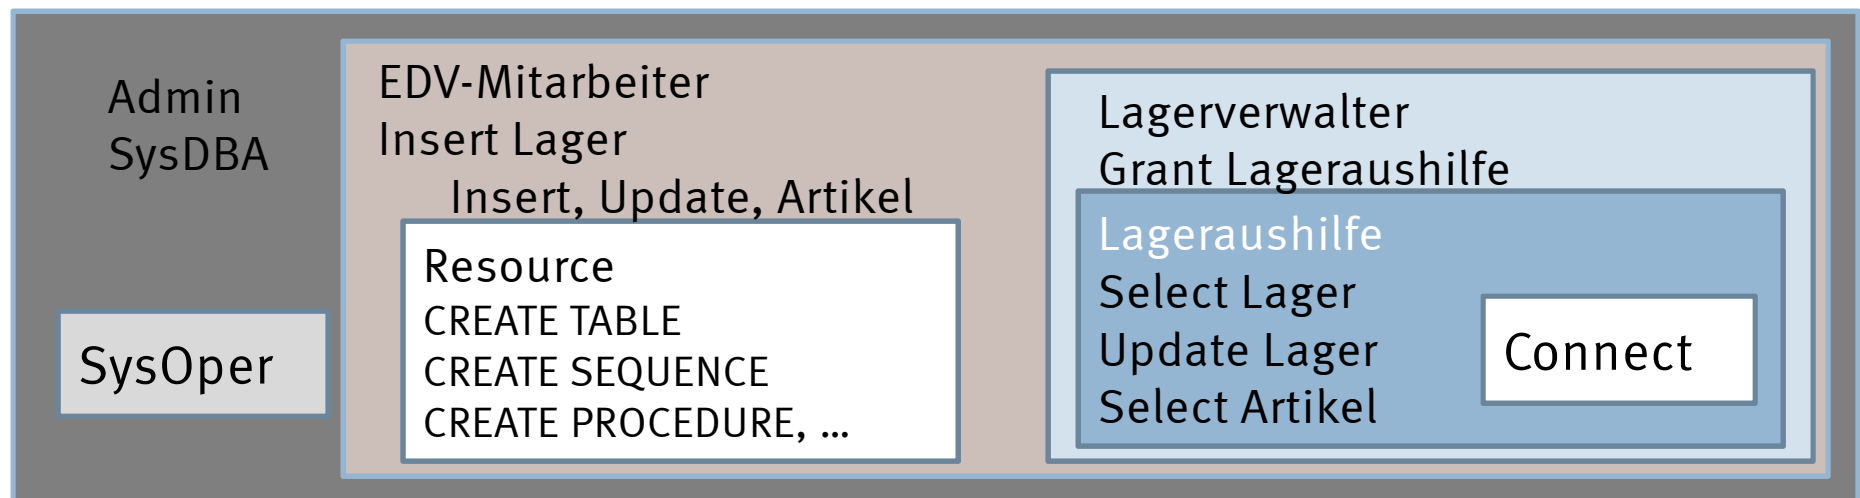 Admin
SysDBA
SysOper
EDV-Mitarbeiter
Insert Lager
Insert, Update, Artikel
Resource
CREATE TABLE
CREATE SEQUENCE
CREATE PROCEDURE, ...
Lagerverwalter
Grant Lageraushilfe
Lageraushilfe
Select Lager
Update Lager
Select Artikel
Connect